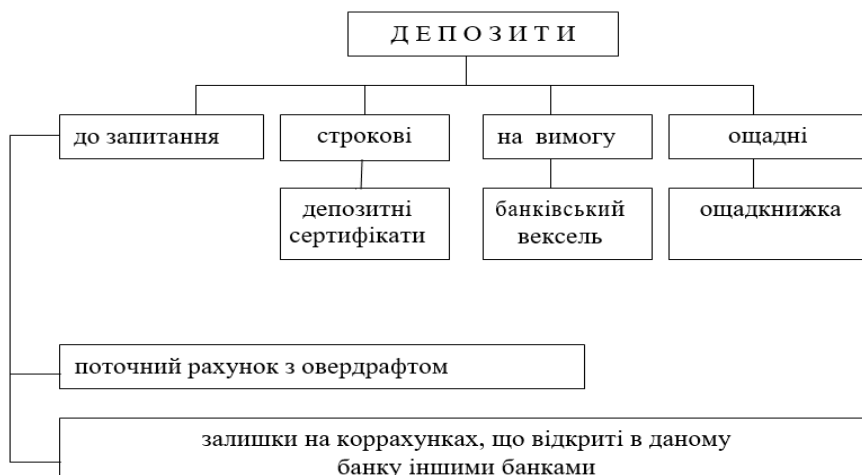 Д Е П О З И Т И
до запитання
строкові
на вимогу
ощадні
депозитні
сертифікати
банківський
вексель
ощадкнижка
поточний рахунок з овердрафтом
залишки на коррахунках, що відкриті в даному
банку іншими банками